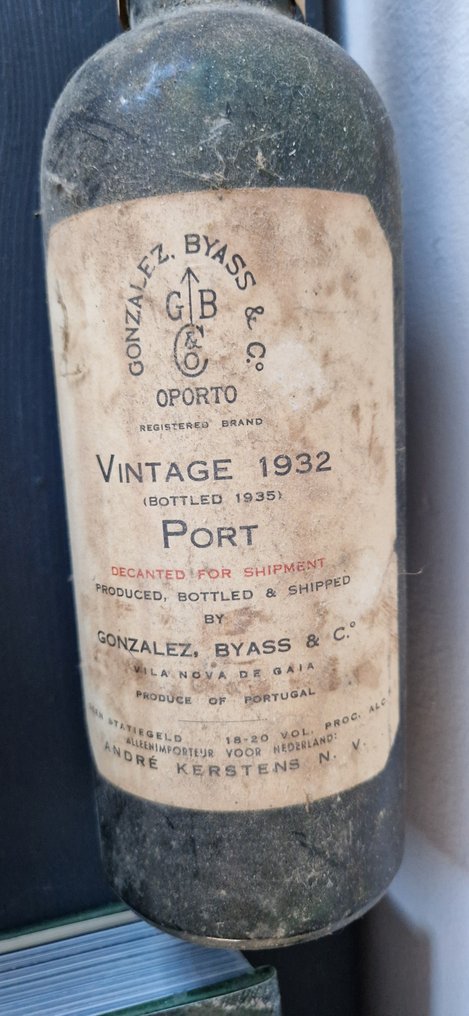 GONZALEZ, BYASS & Cº
G B
& Co
OPORTO
REGISTERED BRAND
VINTAGE 1932
(BOTTLED 1935)
PORT
DECANTED FOR SHIPMENT
PRODUCED, BOTTLED & SHIPPED
BY
GONZALEZ, BYASS & C.º
VILA NOVA DE GAIA
PRODUCE OF PORTUGAL
STATIEGELD 18-20 VOL. PROC. ALC
ALLEENIMPORTEUR VOOR NEDERLAND:
ANDRÉ KERSTENS N. V.